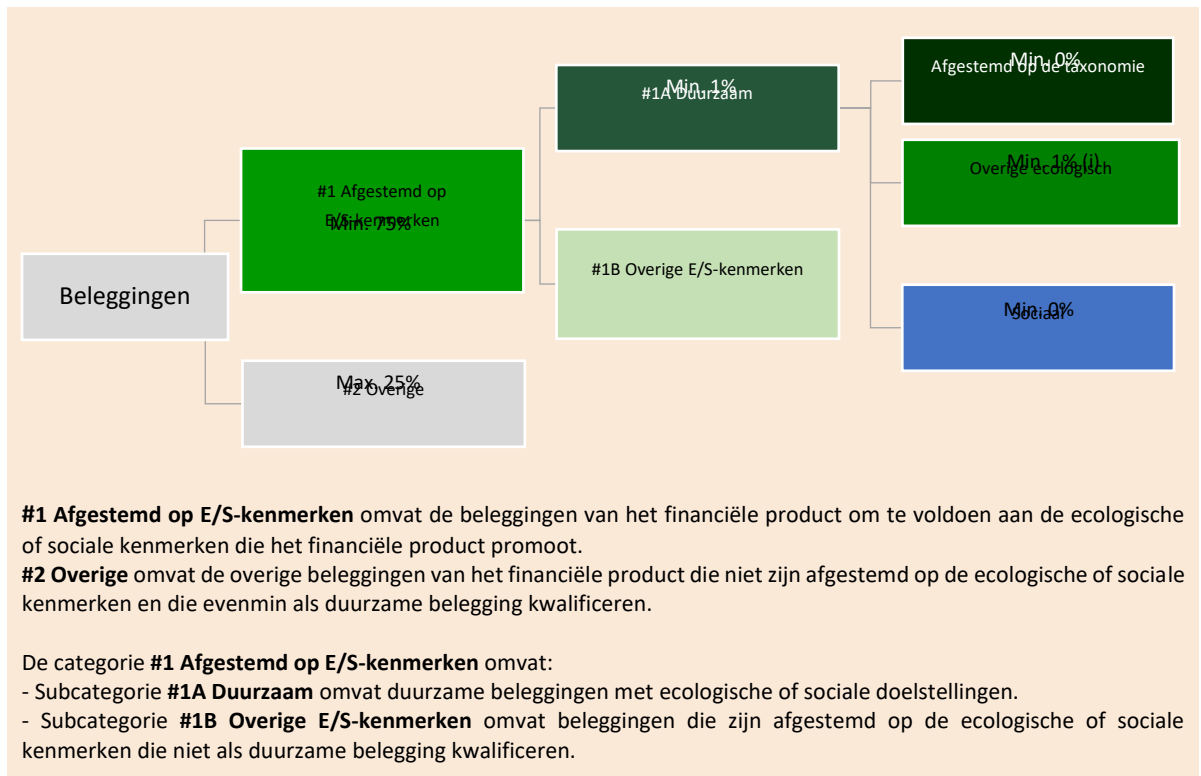 Beleggingen
#1 Afgestemd op
E/S-kenmerken
Min. 75%
Max. 25%
#2 Overige
Min. 1%
#1A Duurzaam
#1B Overige E/S-kenmerken
Min. 0%
Afgestemd op de taxonomie
Min. 1% (i)
Overige ecologisch
Min. 0%
Sociaal
#1 Afgestemd op E/S-kenmerken omvat de beleggingen van het financiële product om te voldoen aan de ecologische
of sociale kenmerken die het financiële product promoot.
#2 Overige omvat de overige beleggingen van het financiële product die niet zijn afgestemd op de ecologische of sociale
kenmerken en die evenmin als duurzame belegging kwalificeren.
De categorie #1 Afgestemd op E/S-kenmerken omvat:
- Subcategorie #1A Duurzaam omvat duurzame beleggingen met ecologische of sociale doelstellingen.
- Subcategorie #1B Overige E/S-kenmerken omvat beleggingen die zijn afgestemd op de ecologische of sociale
kenmerken die niet als duurzame belegging kwalificeren.